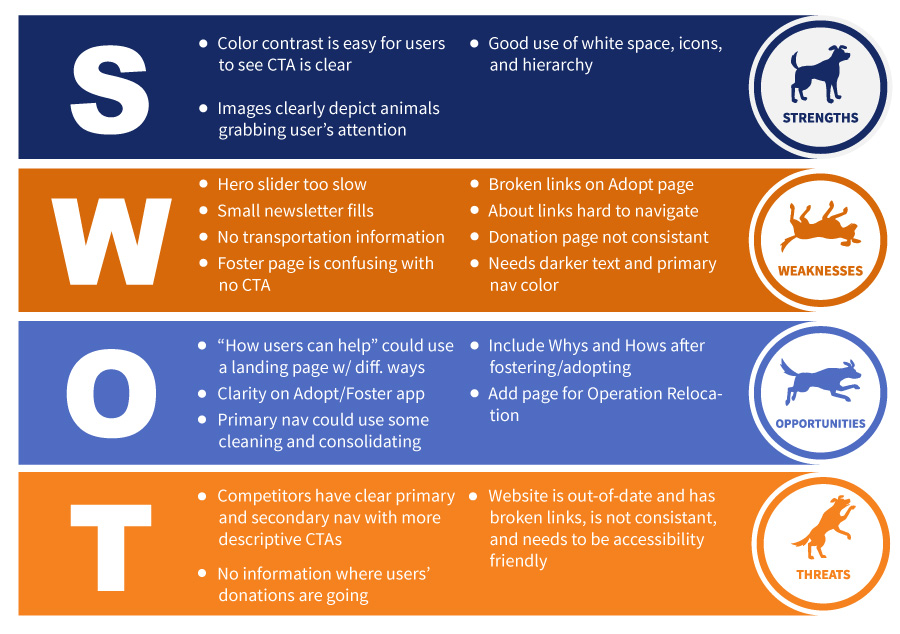 S
Color contrast is easy for users
to see CTA is clear
Images clearly depict animals
grabbing user’s attention
Good use of white space, icons,
and hierarchy
STRENGTHS
W
Hero slider too slow
Small newsletter fills
No transportation information
Foster page is confusing with
no CTA
Broken links on Adopt page
About links hard to navigate
Donation page not consistant
Needs darker text and primary
nav color
WEAKNESSES
O
“How users can help” could use
a landing page w/ diff. ways
Clarity on Adopt/Foster app
Primary nav could use some
cleaning and consolidating
Include Whys and Hows after
fostering/adopting
Add page for Operation Reloca-
tion
OPPORTUNITIES
T
Competitors have clear primary
and secondary nav with more
descriptive CTAs
No information where users’
donations are going
Website is out-of-date and has
broken links, is not consistant,
and needs to be accessibility
friendly
THREATS